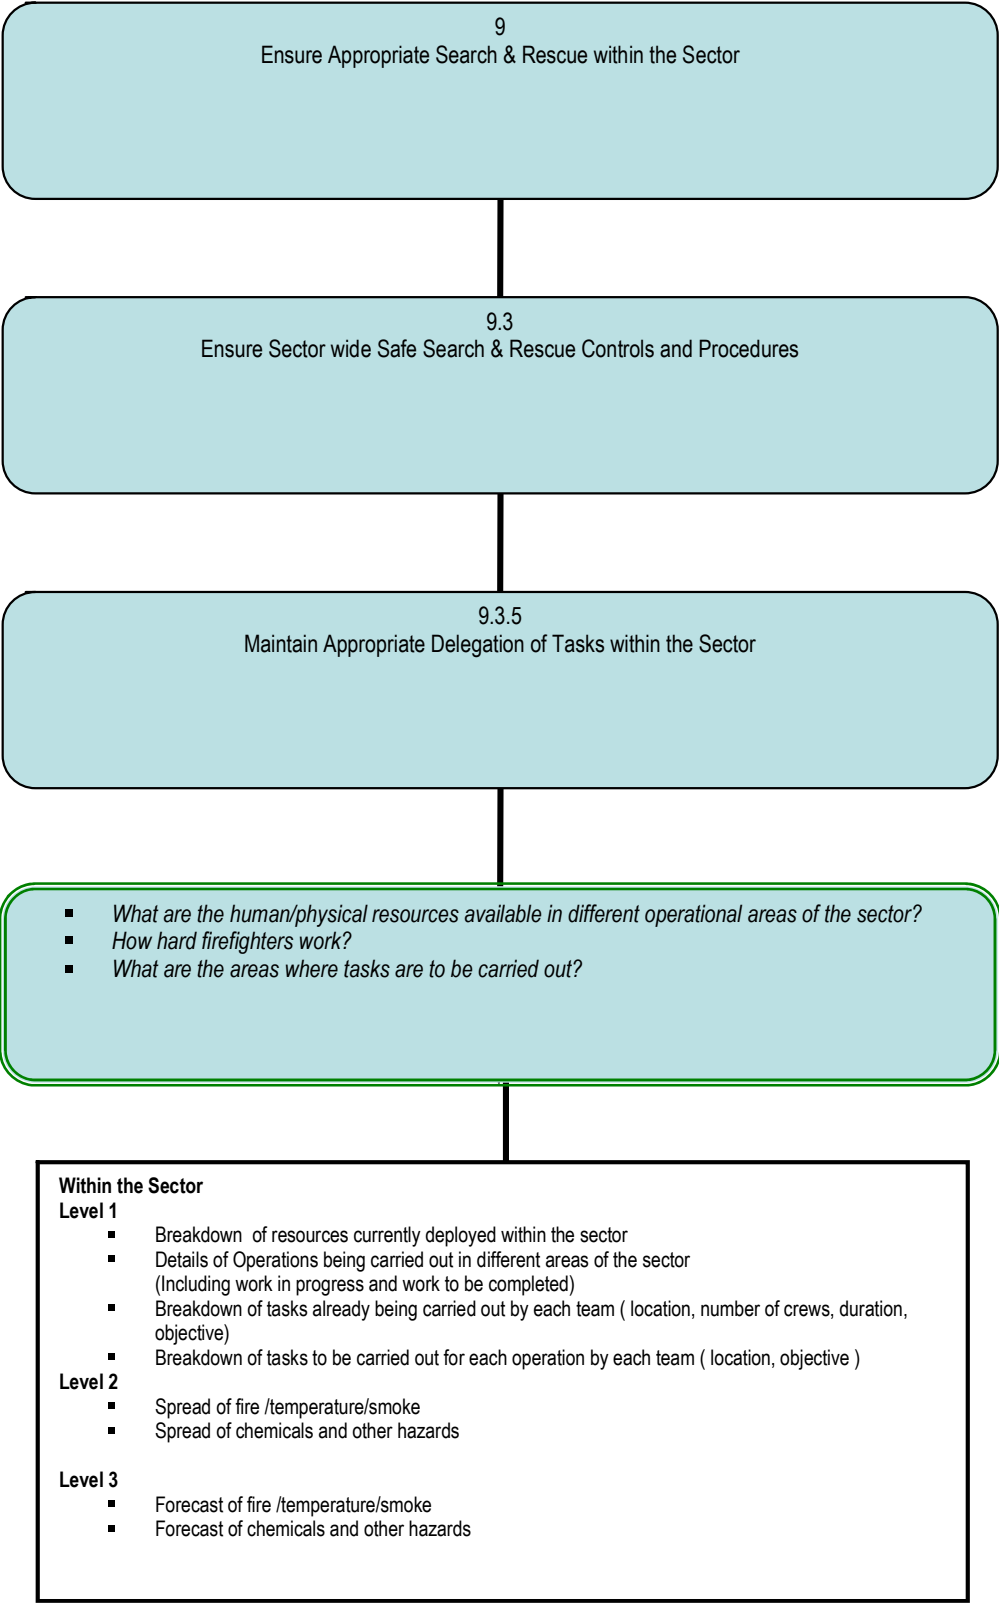 9
Ensure Appropriate Search & Rescue within the Sector
9.3
Ensure Sector wide Safe Search & Rescue Controls and Procedures
9.3.5
Maintain Appropriate Delegation of Tasks within the Sector
▪ What are the human/physical resources available in different operational areas of the sector?
▪ How hard firefighters work?
▪ What are the areas where tasks are to be carried out?
Within the Sector
Level 1
▪ Breakdown of resources currently deployed within the sector
▪ Details of Operations being carried out in different areas of the sector
(Including work in progress and work to be completed)
▪ Breakdown of tasks already being carried out by each team ( location, number of crews, duration,
objective)
▪ Breakdown of tasks to be carried out for each operation by each team ( location, objective )
Level 2
▪ Spread of fire /temperature/smoke
▪ Spread of chemicals and other hazards
Level 3
▪ Forecast of fire /temperature/smoke
▪ Forecast of chemicals and other hazards